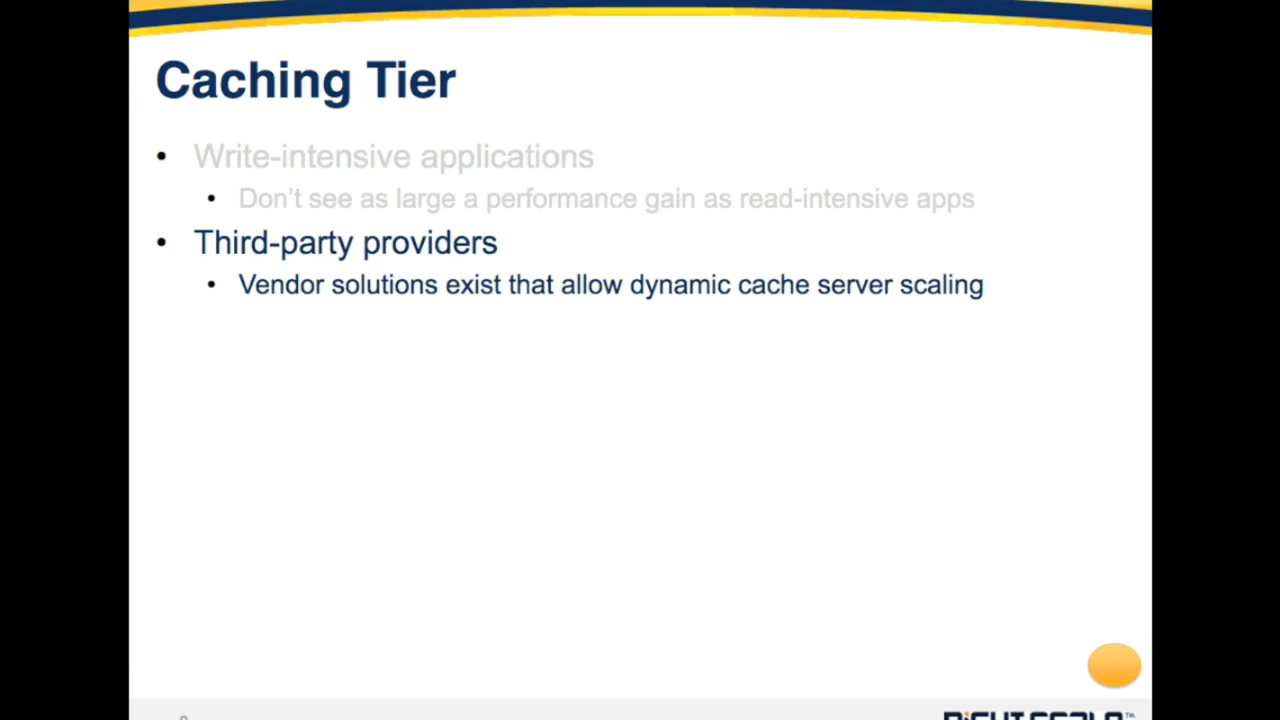 Caching Tier
• Write-intensive applications
• Don't see as large a performance gain as read-intensive apps
• Third-party providers
• Vendor solutions exist that allow dynamic cache server scaling